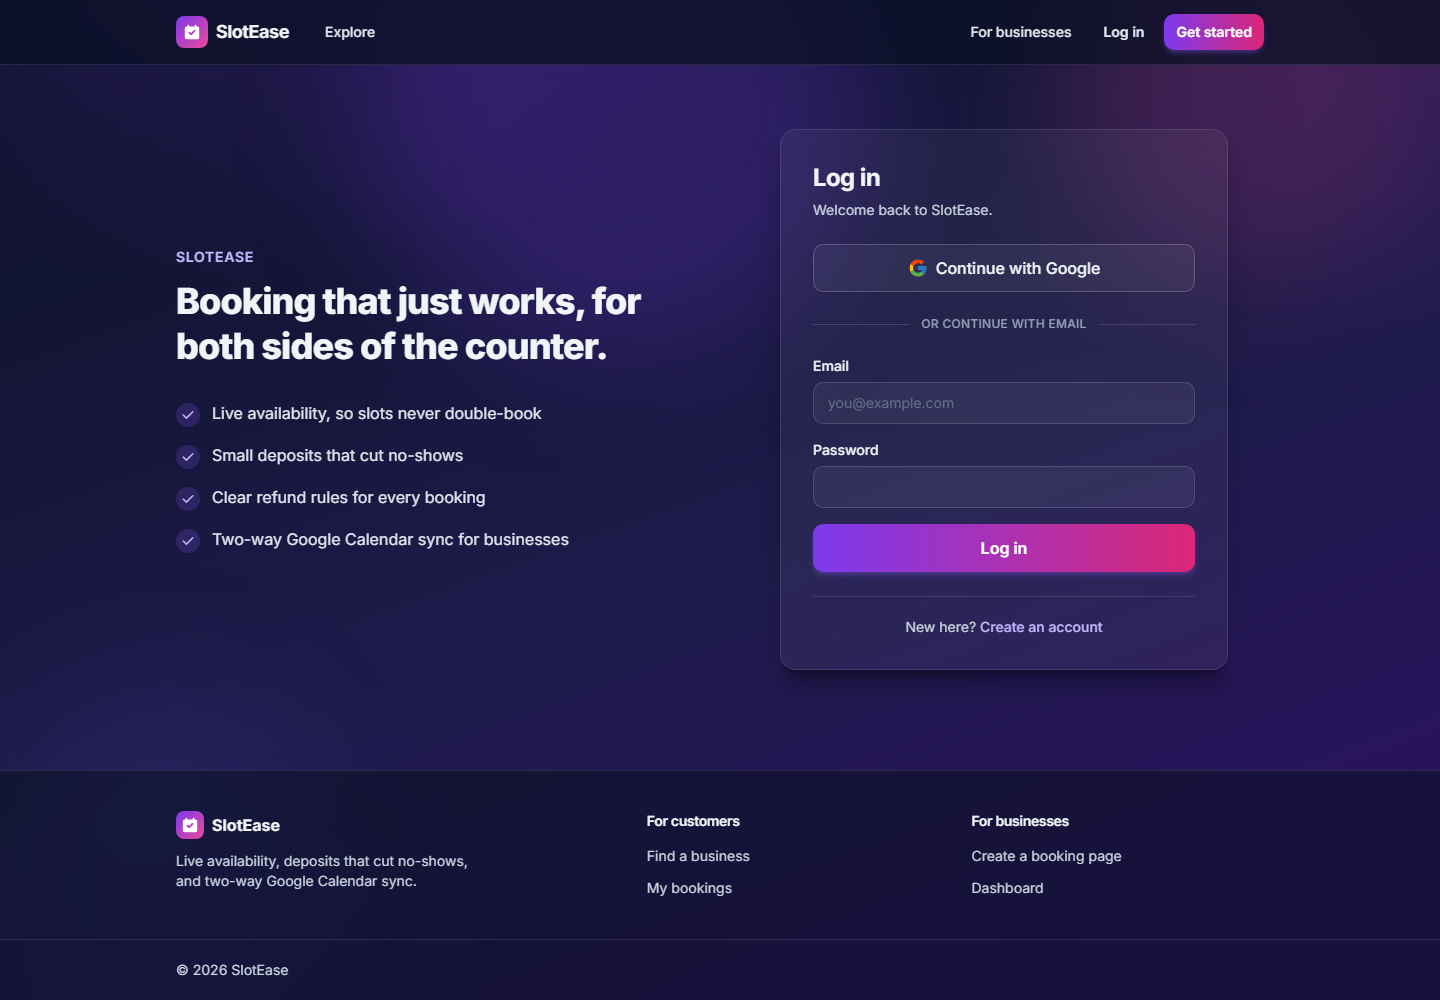 SlotEase
Explore
For businesses
Log in
Get started
SLOTEASE
Booking that just works, for
both sides of the counter.
Live availability, so slots never double-book
Small deposits that cut no-shows
Clear refund rules for every booking
Two-way Google Calendar sync for businesses
Log in
Welcome back to SlotEase.
Continue with Google
OR CONTINUE WITH EMAIL
Email
you@example.com
Password
Log in
New here? Create an account
SlotEase
Live availability, deposits that cut no-shows,
and two-way Google Calendar sync.
For customers
Find a business
My bookings
For businesses
Create a booking page
Dashboard
© 2026 SlotEase